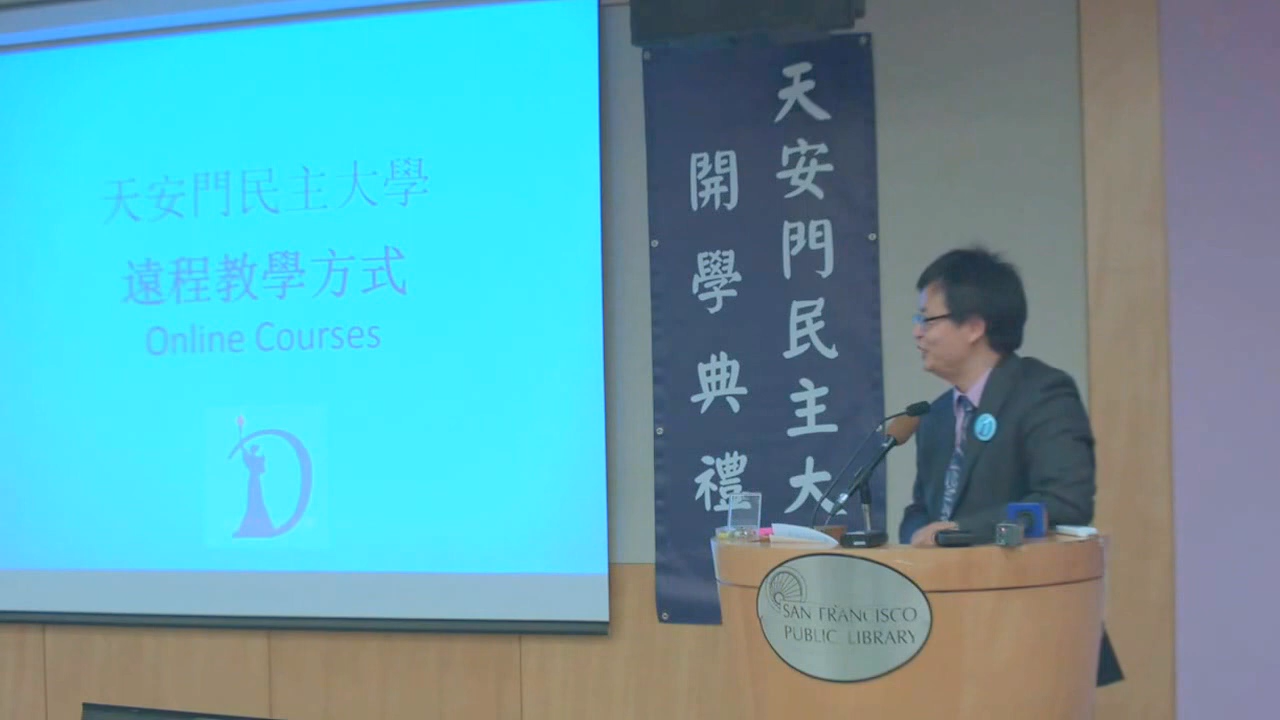 天安門民主大學
遠程教學方式
Online Courses
天安門民主大
開學典禮
SAN FRANCISCO
PUBLIC LIBRARY